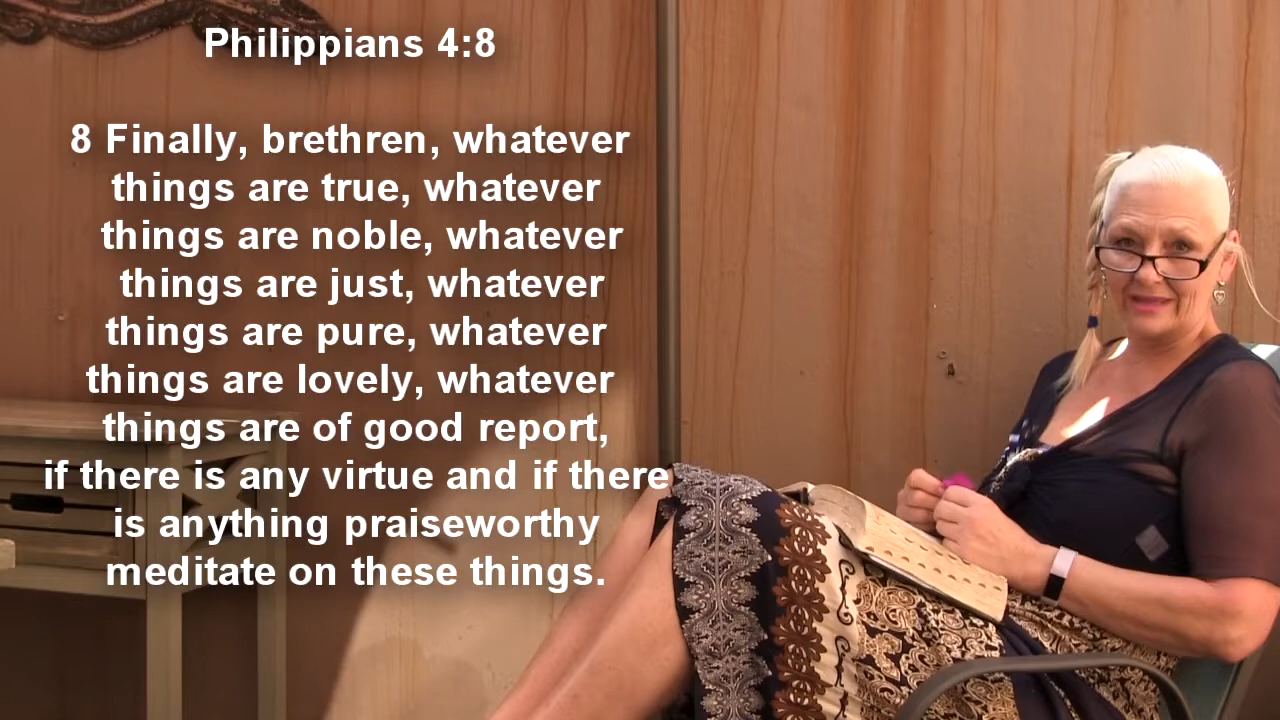 Philippians 4:8
8 Finally, brethren, whatever
things are true, whatever
things are noble, whatever
things are just, whatever
things are pure, whatever
things are lovely, whatever
things are of good report,
if there is any virtue and if there
is anything praiseworthy
meditate on these things.